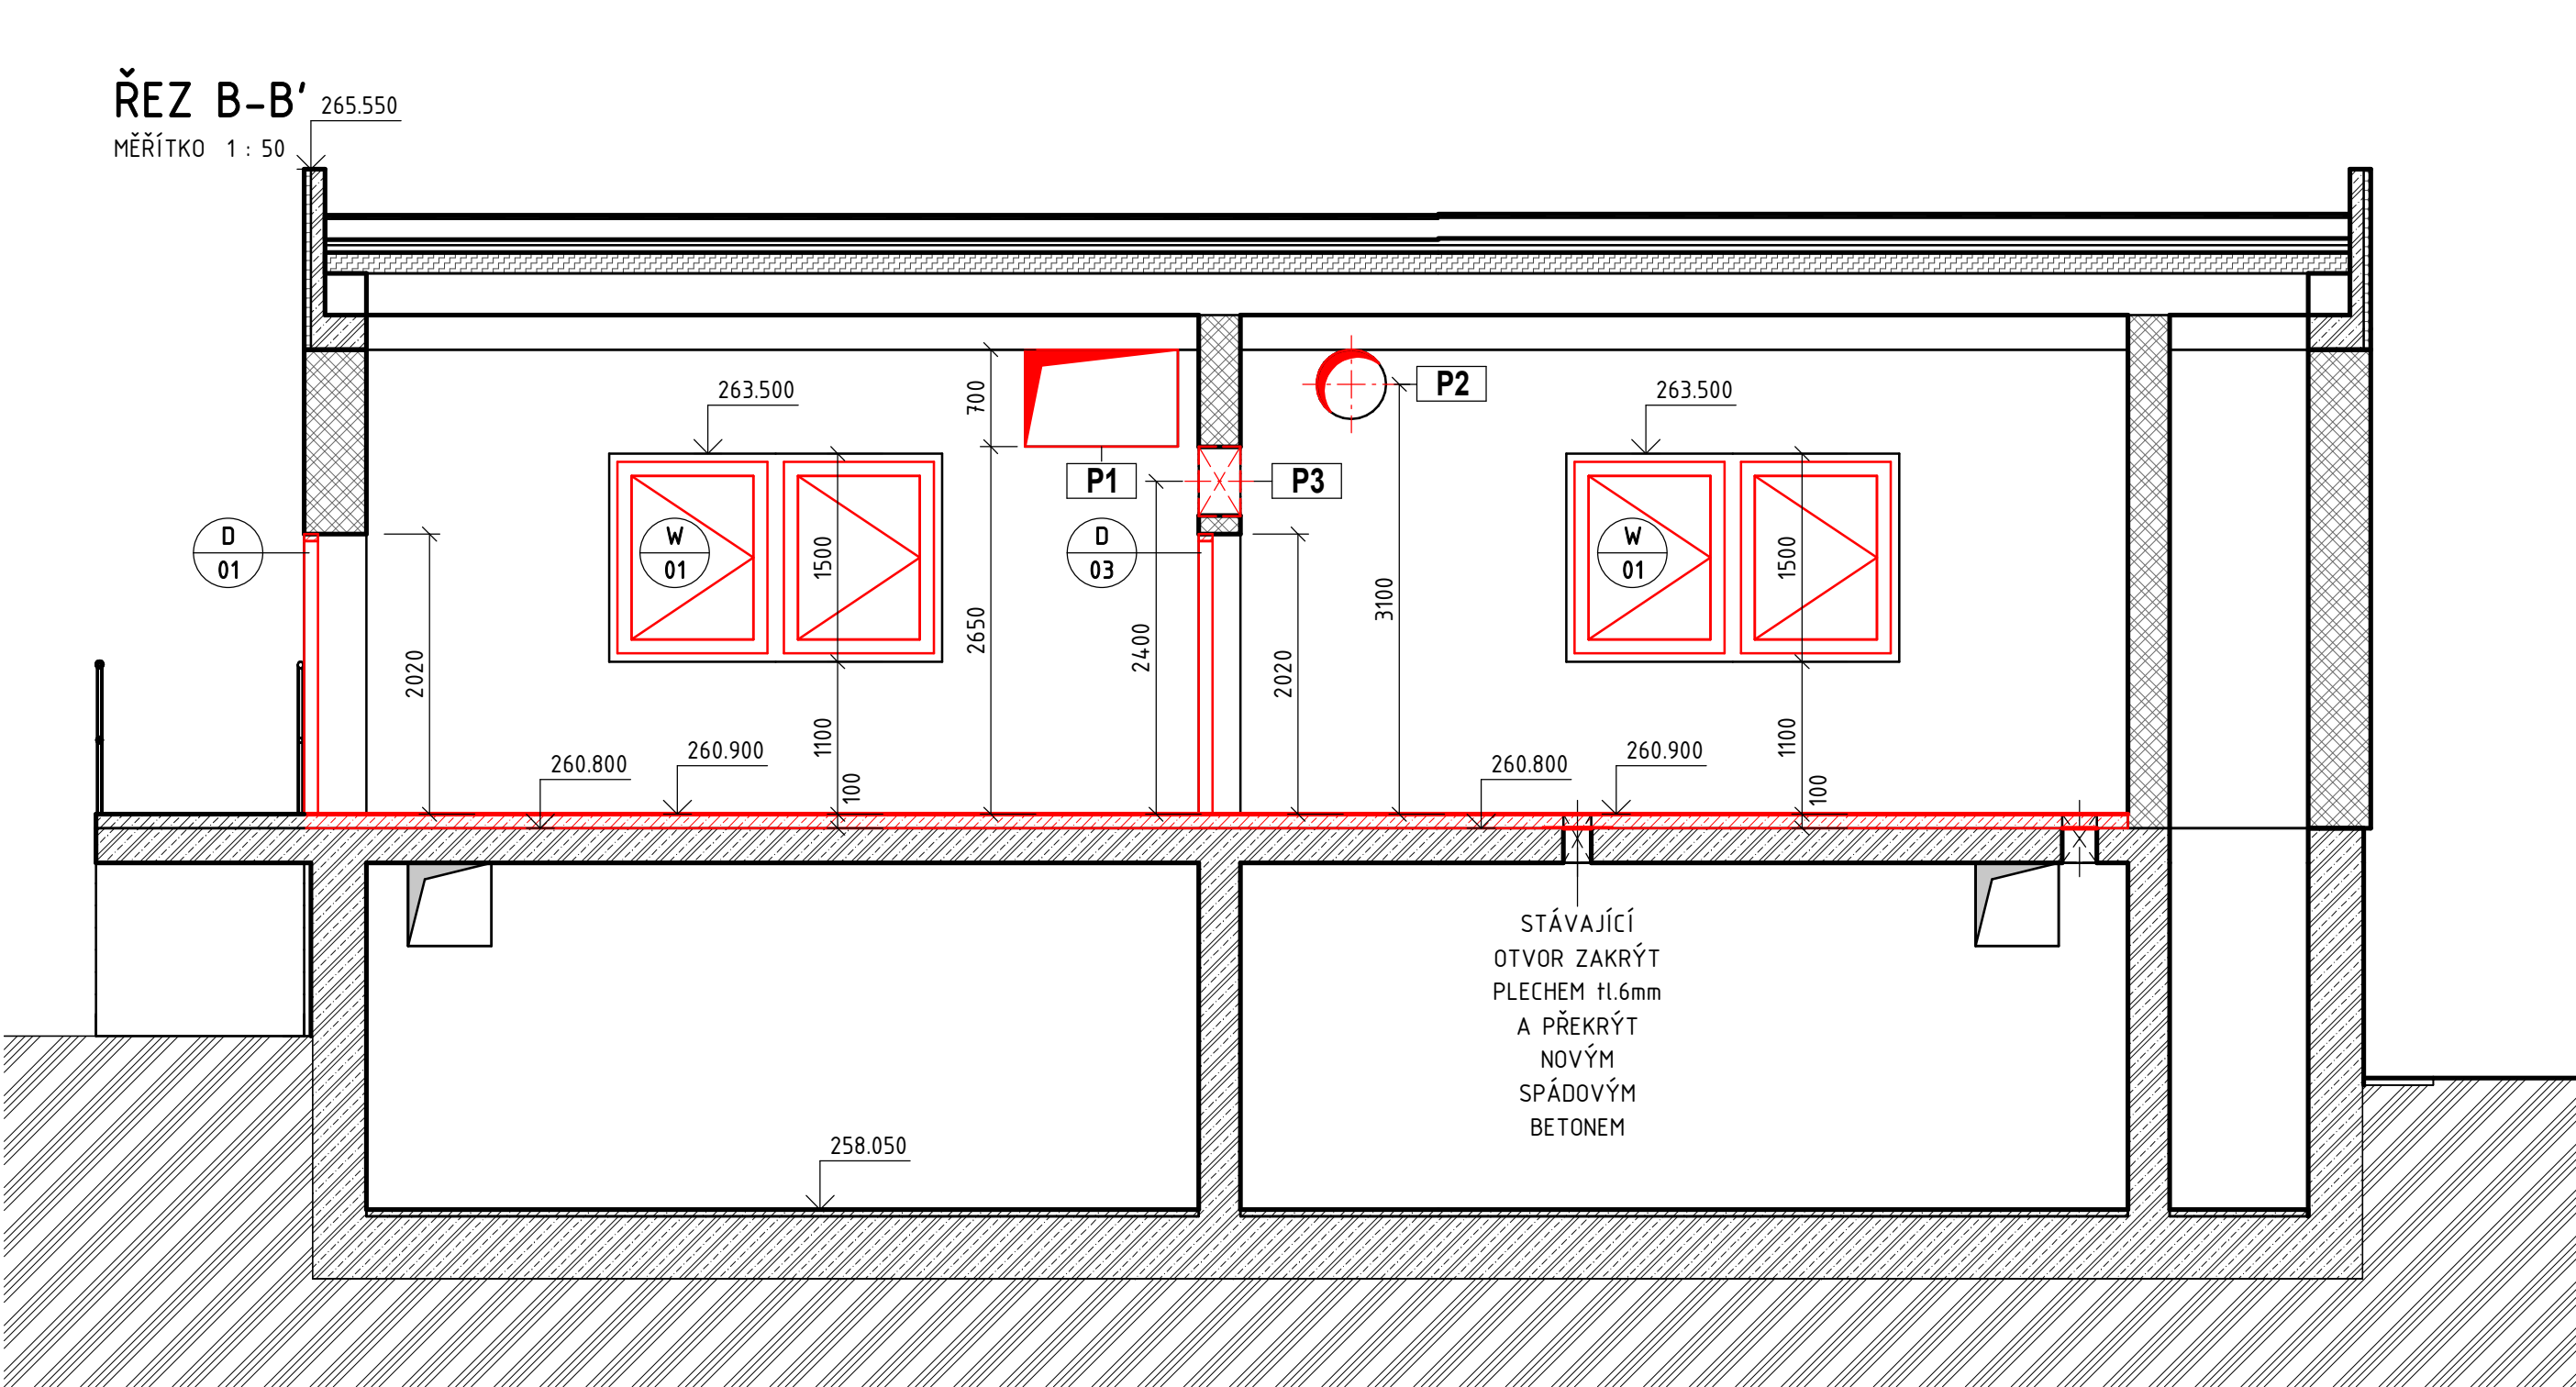 ŘEZ B-B'
265.550
MĚŘÍTKO 1 : 50
263.500
700
P1
P2
P3
263.500
D
01
W
01
1500
D
03
W
01
1500
2020
2650
2400
2020
3100
1100
1100
260.800
260.900
100
260.800
260.900
100
STÁVAJÍCÍ
OTVOR ZAKRÝT
PLECHEM tl.6mm
A PŘEKRÝT
NOVÝM
SPÁDOVÝM
BETONEM
258.050